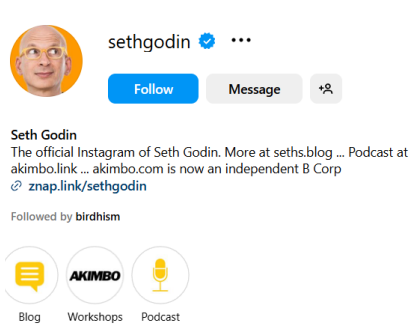 sethgodin
Follow
Message
Seth Godin
The official Instagram of Seth Godin. More at seths.blog ... Podcast at
akimbo.link ... akimbo.com is now an independent B Corp
znap.link/sethgodin
Followed by birdhism
AKIMBO
Blog
Workshops
Podcast